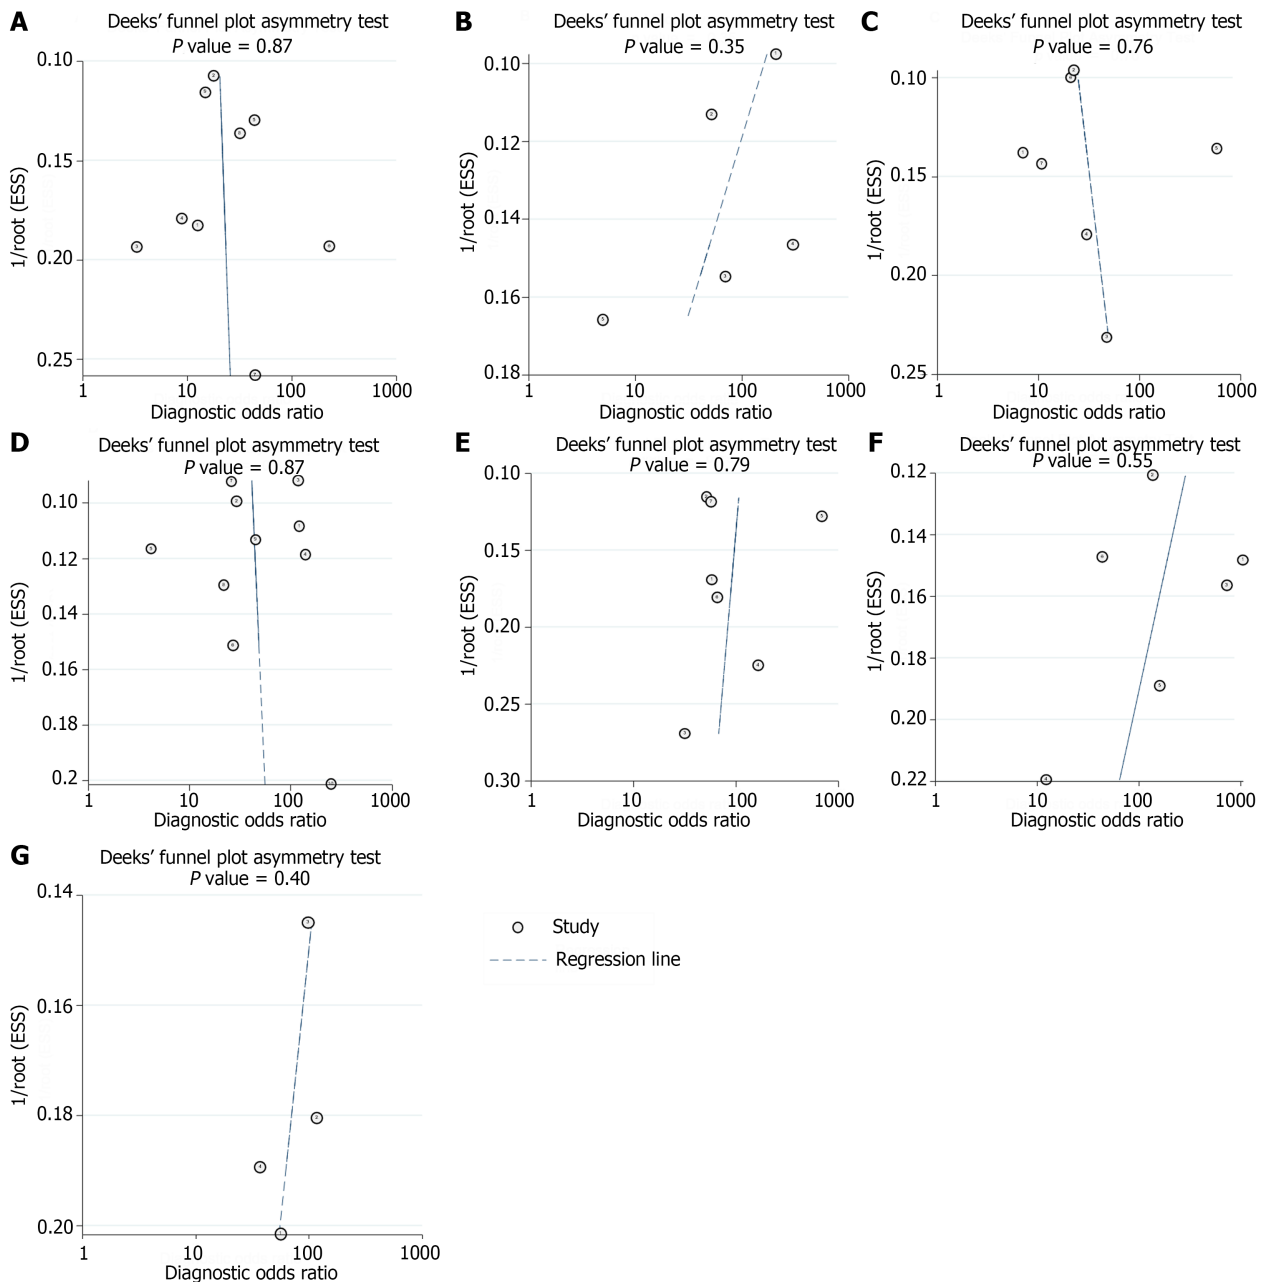 A
Deeks’ funnel plot asymmetry test
P value = 0.87
0.10
0.15
0.20
0.25
1/root (ESS)
1 10 100 1000
Diagnostic odds ratio
B
Deeks’ funnel plot asymmetry test
P value = 0.35
0.10
0.12
0.14
0.16
0.18
1/root (ESS)
1 10 100 1000
Diagnostic odds ratio
C
Deeks’ funnel plot asymmetry test
P value = 0.76
0.10
0.15
0.20
0.25
1/root (ESS)
1 10 100 1000
Diagnostic odds ratio
D
Deeks’ funnel plot asymmetry test
P value = 0.87
0.10
0.12
0.14
0.16
0.18
0.2
1/root (ESS)
1 10 100 1000
Diagnostic odds ratio
E
Deeks’ funnel plot asymmetry test
P value = 0.79
0.10
0.15
0.20
0.25
0.30
1/root (ESS)
1 10 100 1000
Diagnostic odds ratio
F
Deeks’ funnel plot asymmetry test
P value = 0.55
0.12
0.14
0.16
0.18
0.20
0.22
1/root (ESS)
1 10 100 1000
Diagnostic odds ratio
G
Deeks’ funnel plot asymmetry test
P value = 0.40
0.14
0.16
0.18
0.20
1/root (ESS)
1 10 100 1000
Diagnostic odds ratio
Study
Regression line